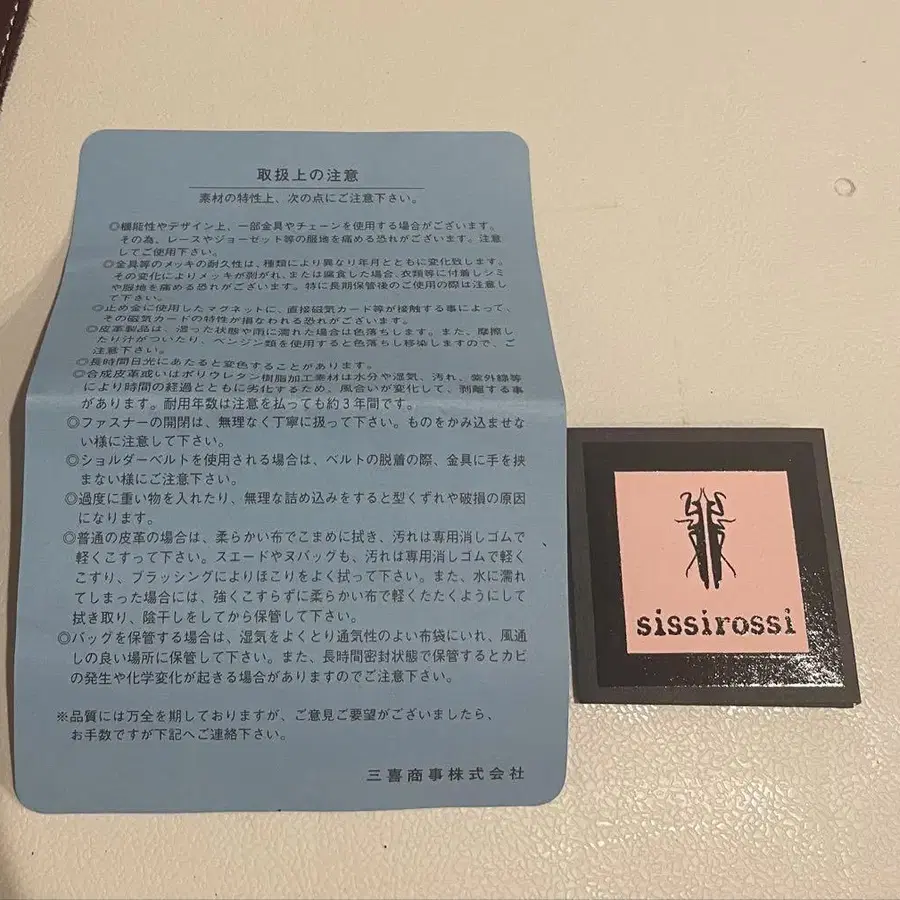 取扱上の注意
素材の特性上、次の点にご注意下さい。
◎機能性やデザイン上、一部金具やチェーンを使用する場合がございます。
その為、レースやジョーゼット等の服地を痛める恐れがございます。注意
してご使用下さい。
◎金具等のメッキの耐久性は、種類により異なり年月とともに変化致します。
その変化によりメッキが剥がれ、または腐食した場合、衣類等に付着しシミ
や服地を痛める恐れがございます。特に長期保管後のご使用の際は注意し
て下さい。
◎止め金に使用したマグネットに、直接磁気カード等が接触する事によって、
その磁気カードの特性が損なわれる恐れがございます。
◎皮革製品は、湿った状態や雨に濡れた場合は色落ちします。また、摩擦し
たり汗がついたり、ベンジン類を使用すると色落ちし移染しますので、ご
注意下さい。
◎長時間日光にあたると変色することがあります。
◎合成皮革或いはポリウレタン樹脂加工素材は水分や湿気、汚れ、紫外線等
により時間の経過とともに劣化するため、風合いが変化して、剥離する事
があります。耐用年数は注意を払っても約3年間です。
◎ファスナーの開閉は、無理なく丁寧に扱って下さい。ものをかみ込ませな
い様に注意して下さい。
◎ショルダーベルトを使用される場合は、ベルトの脱着の際、金具に手を挟
まない様にご注意下さい。
◎過度に重い物を入れたり、無理な詰め込みをすると型くずれや破損の原因
になります。
◎普通の皮革の場合は、柔らかい布でこまめに拭き、汚れは専用消しゴムで
軽くこすって下さい。スエードやヌバッグも、汚れは専用消しゴムで軽く
こすり、ブラッシングによりほこりをよく拭って下さい。また、水に濡れ
てしまった場合には、強くこすらずに柔らかい布で軽くたたくようにして
拭き取り、陰干しをしてから保管して下さい。
◎バッグを保管する場合は、湿気をよくとり通気性のよい布袋にいれ、風通
しの良い場所に保管して下さい。また、長時間密封状態で保管するとカビ
の発生や化学変化が起きる場合がありますのでご注意下さい。
※品質には万全を期しておりますが、ご意見ご要望がございましたら、
お手数ですが下記へご連絡下さい。
三喜商事株式会社
sissirossi